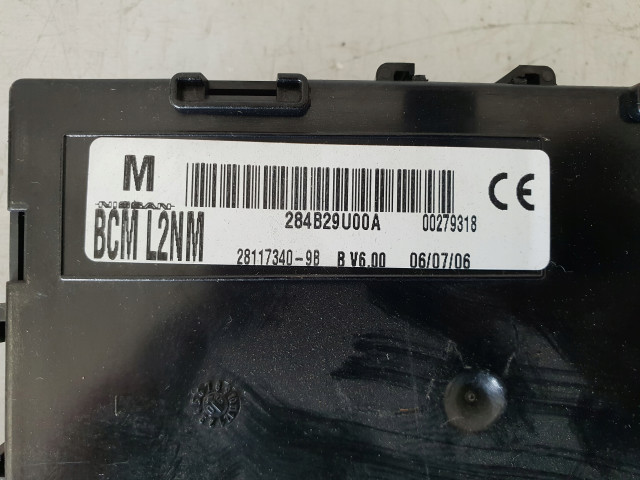 M CE
NISSAN
BCM L2NM 284B29U00A 00279318
28117340-9B B V6.00 06/07/06